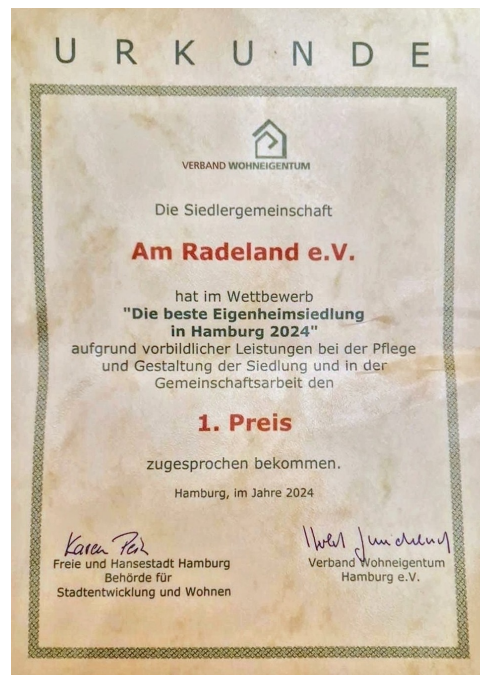 URKUNDE
VERBAND WOHNEIGENTUM
Die Siedlergemeinschaft
Am Radeland e.V.
hat im Wettbewerb
"Die beste Eigenheimsiedlung
in Hamburg 2024"
aufgrund vorbildlicher Leistungen bei der Pflege
und Gestaltung der Siedlung und in der
Gemeinschaftsarbeit den
1. Preis
zugesprochen bekommen.
Hamburg, im Jahre 2024
Karen
Freie und Hansestadt Hamburg
Behörde für
Stadtentwicklung und Wohnen
Verband Wohneigentum
Hamburg e.V.